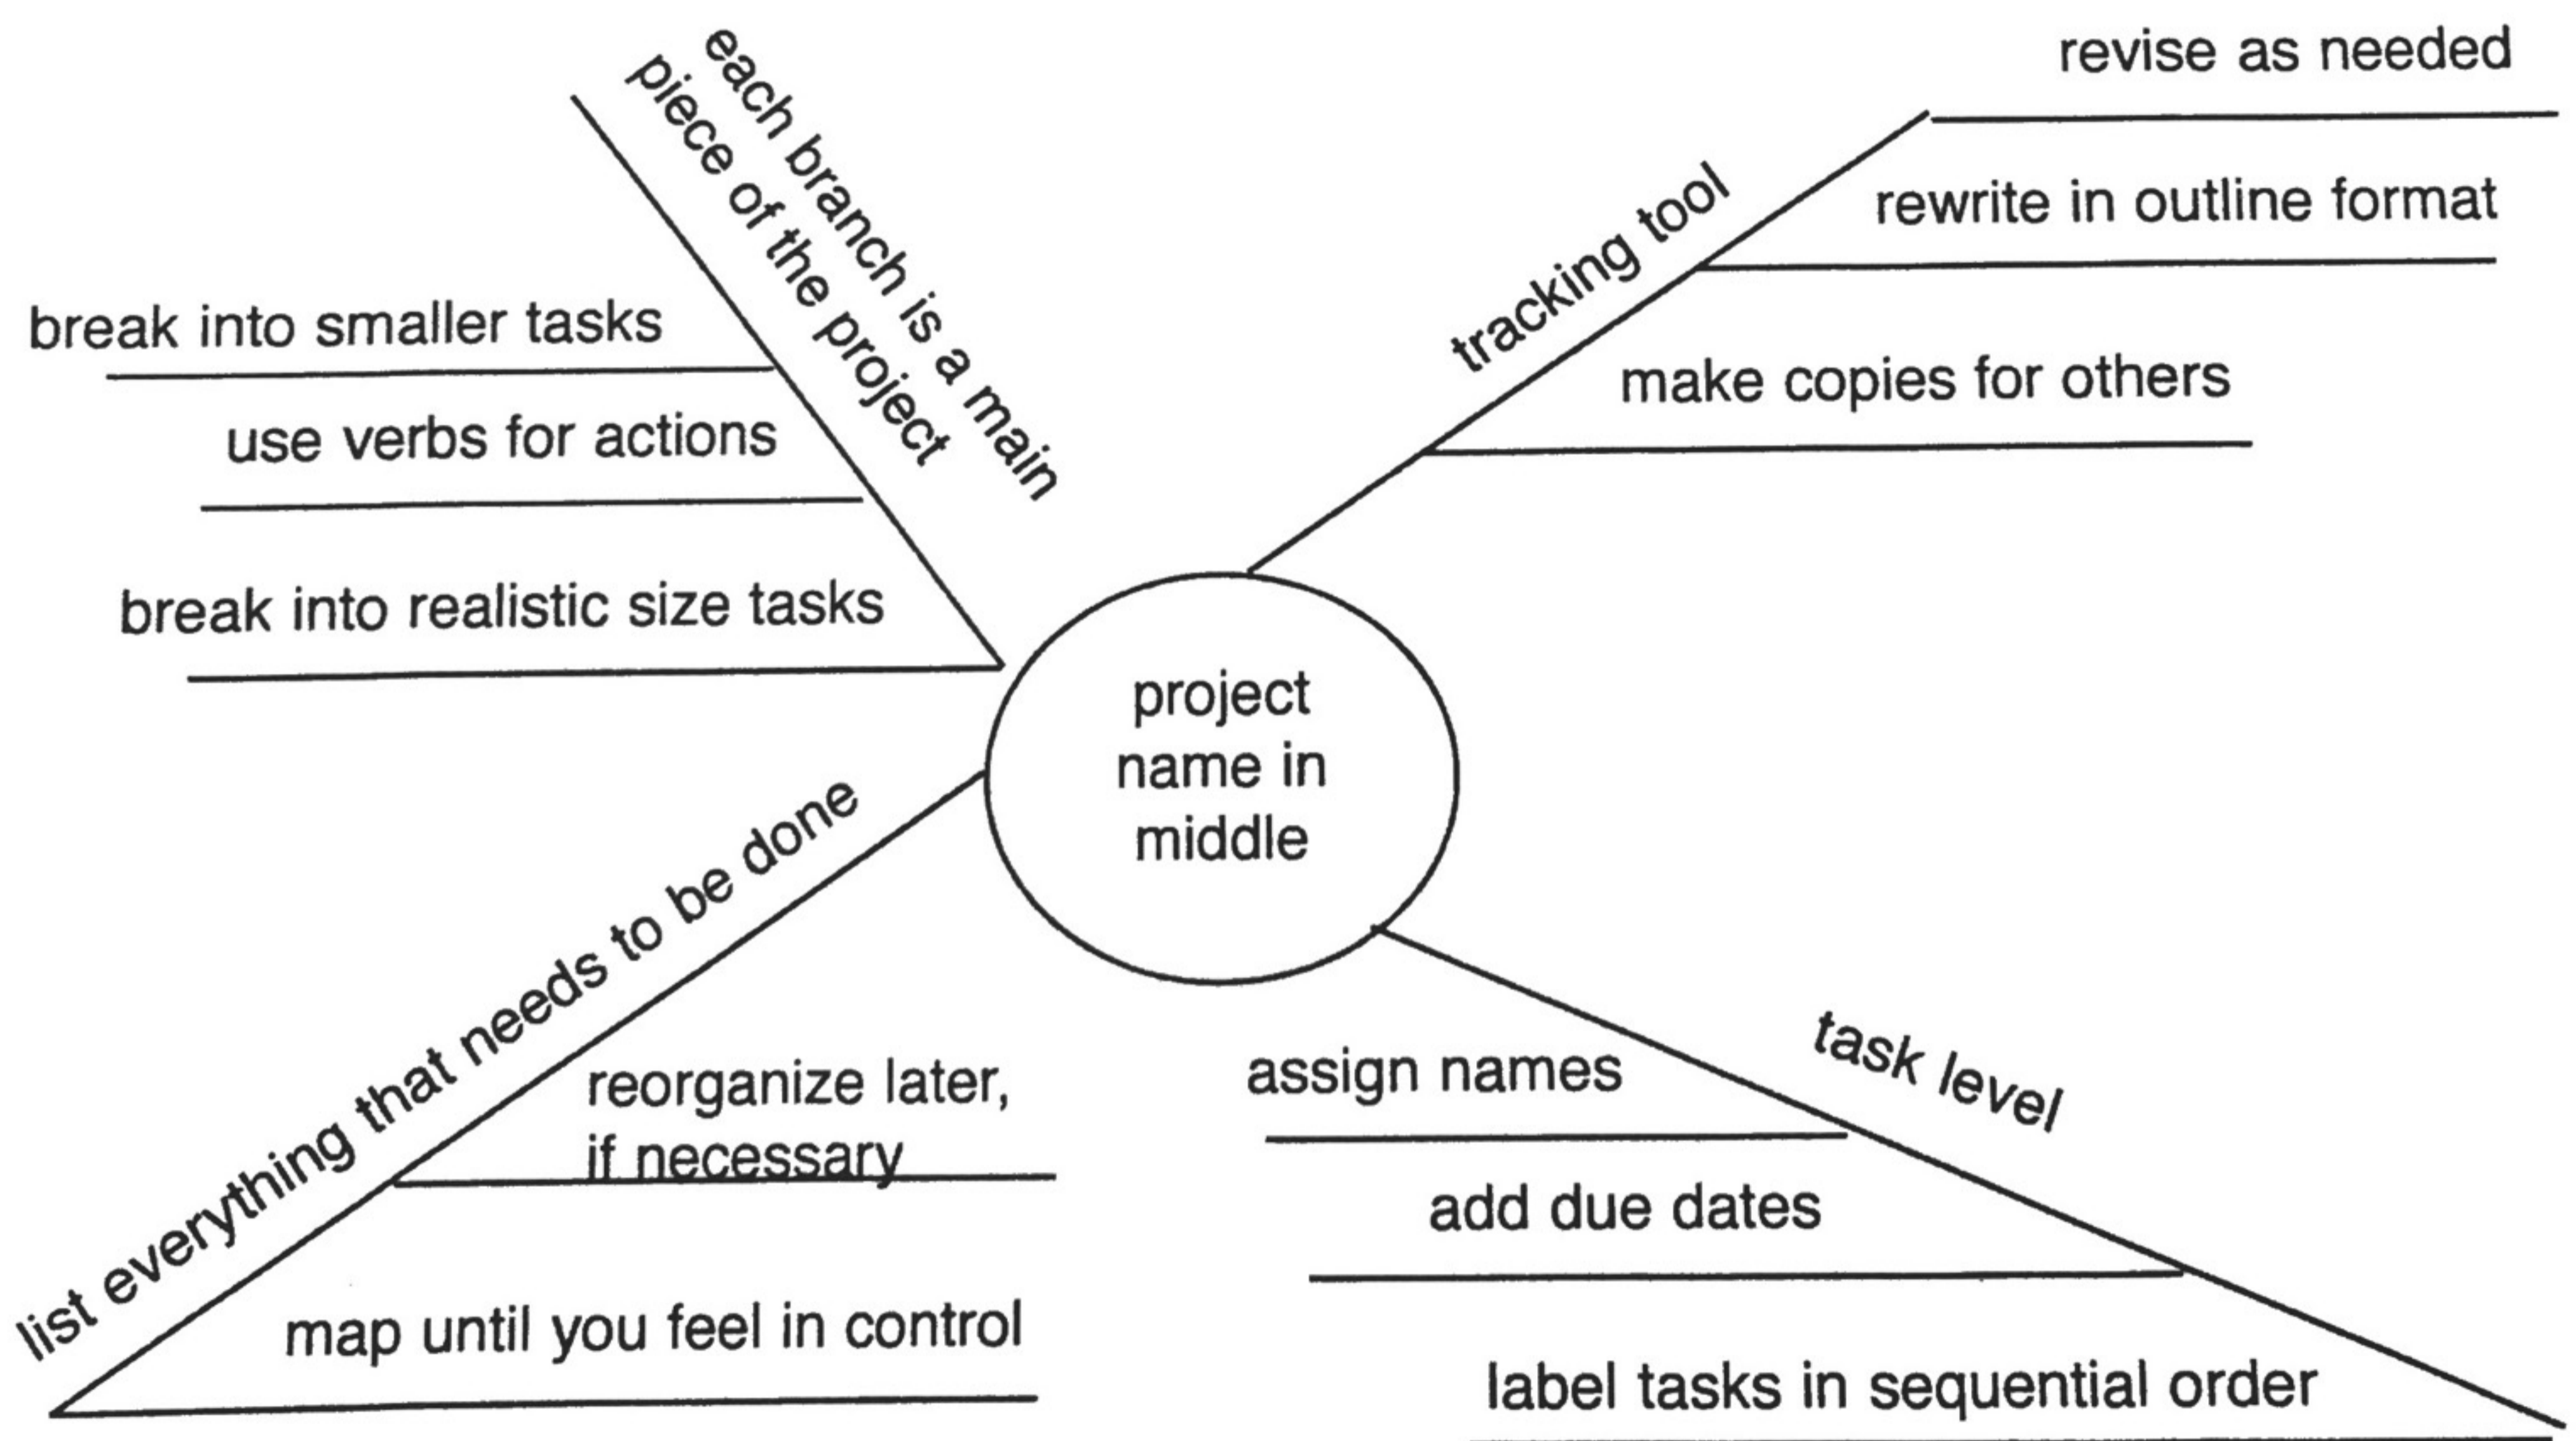 each branch is a main
piece of the project
break into smaller tasks
use verbs for actions
break into realistic size tasks
tracking tool
revise as needed
rewrite in outline format
make copies for others
project
name in
middle
list everything that needs to be done
reorganize later,
if necessary
map until you feel in control
task level
assign names
add due dates
label tasks in sequential order